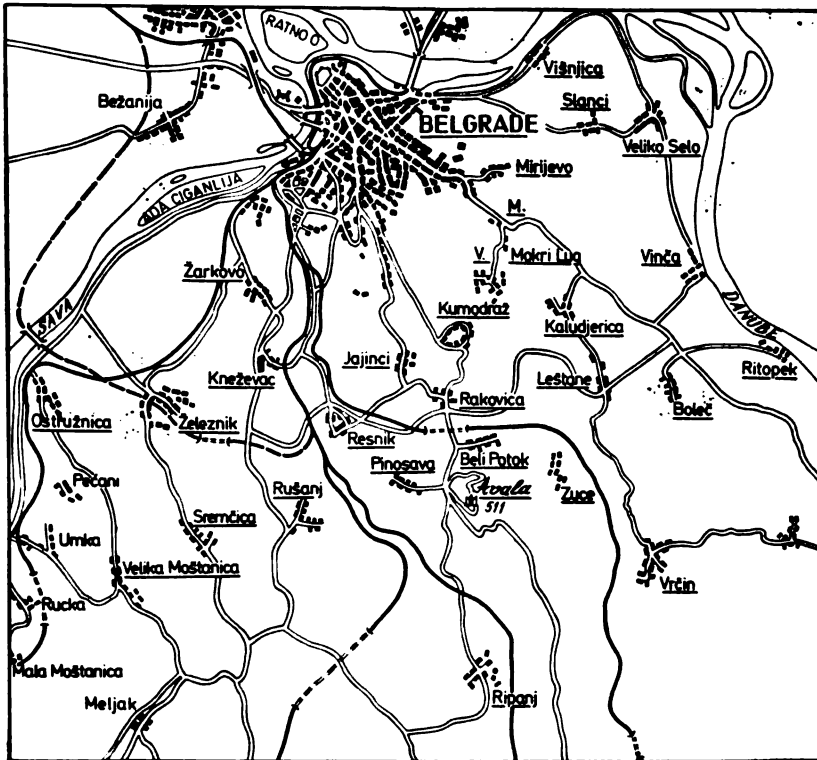 RATNO O.
Višnjica
Bežanija
Slanci
BELGRADE
Veliko Selo
Mirijevo
ADA CIGANLIJA
M.
V.
Mokri Lug
Vinča
Žarkovo
SAVA
Kumodraž
DANUBE
Kaludjerica
Jajinci
Ritopek
Kneževac
Leštane
Rakovica
Boleč
Ostružnica
Železnik
Resnik
Beli Potok
Pinosava
Pećani
Rušanj
Avala
511
Zuce
Sremčica
Umka
Velika Moštanica
Vrčin
Rucka
Mala Moštanica
Meljak
Ripanj